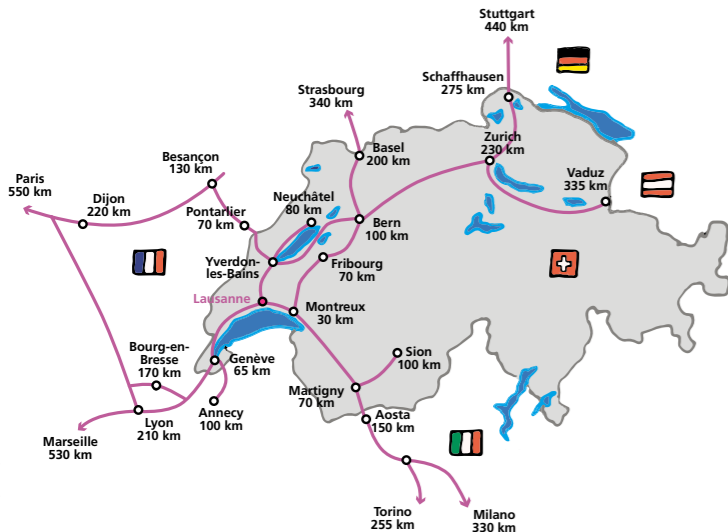 Stuttgart
440 km
Schaffhausen
275 km
Strasbourg
340 km
Basel
200 km
Zurich
230 km
Besançon
130 km
Paris
550 km
Dijon
220 km
Neuchâtel
80 km
Vaduz
335 km
Pontarlier
70 km
Bern
100 km
Yverdon-
les-Bains
Fribourg
70 km
Lausanne
Montreux
30 km
Bourg-en-
Bresse
170 km
Genève
65 km
Sion
100 km
Martigny
70 km
Annecy
100 km
Aosta
150 km
Lyon
210 km
Marseille
530 km
Torino
255 km
Milano
330 km